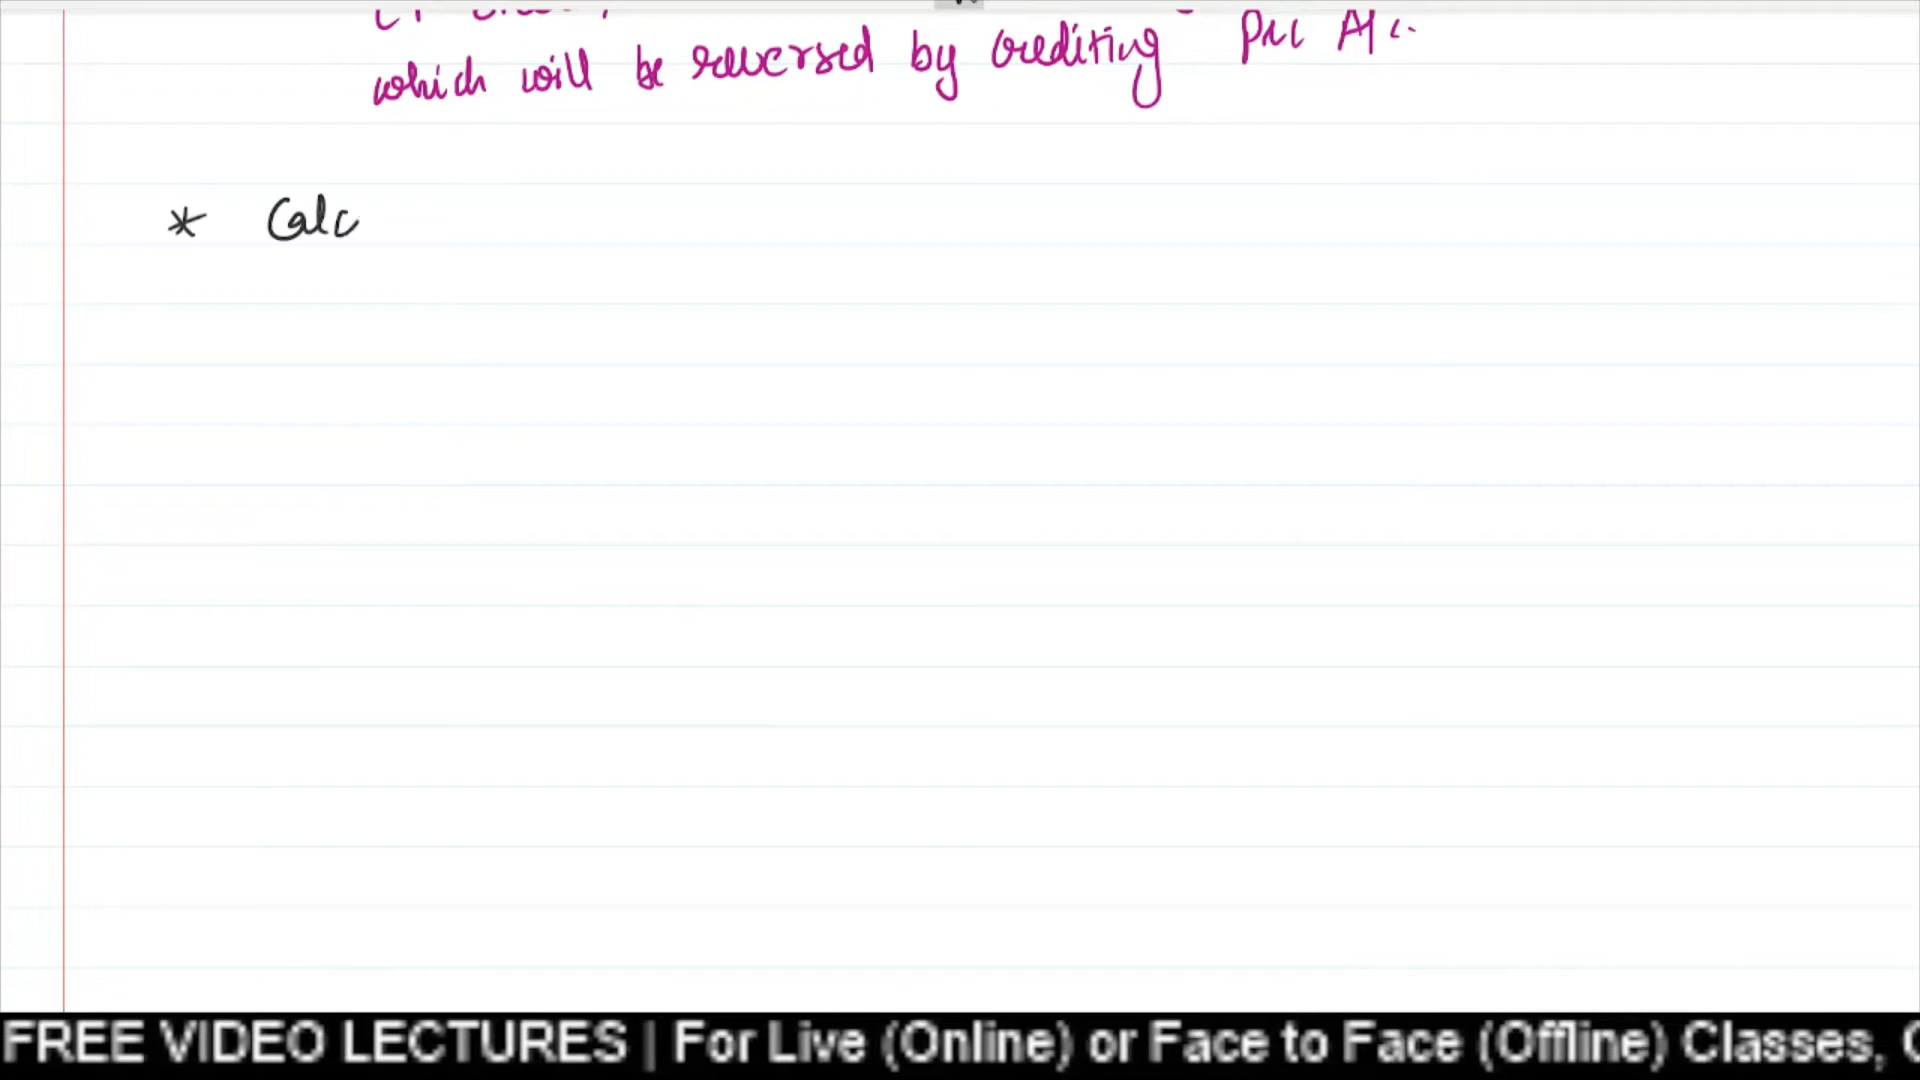 which will be reversed by crediting P&L A/c.
* Calc
FREE VIDEO LECTURES | For Live (Online) or Face to Face (Offline) Classes,